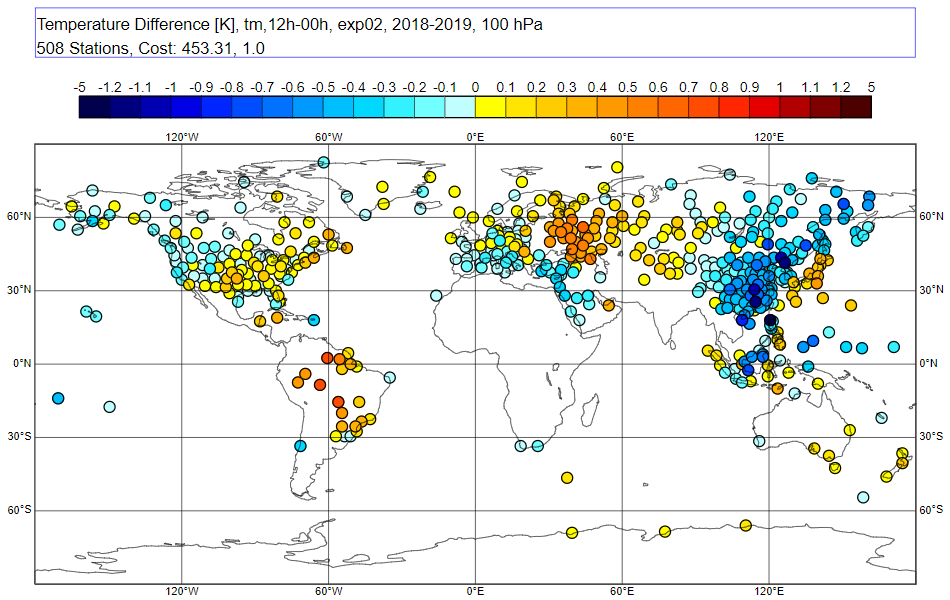 Temperature Difference [K], tm,12h-00h, exp02, 2018-2019, 100 hPa
508 Stations, Cost: 453.31, 1.0
-5 -1.2 -1.1 -1 -0.9 -0.8 -0.7 -0.6 -0.5 -0.4 -0.3 -0.2 -0.1 0 0.1 0.2 0.3 0.4 0.5 0.6 0.7 0.8 0.9 1 1.1 1.2 5
120°W 60°W 0°E 60°E 120°E
60°N 60°N
30°N 30°N
0°N 0°N
30°S 30°S
60°S 60°S
120°W 60°W 0°E 60°E 120°E